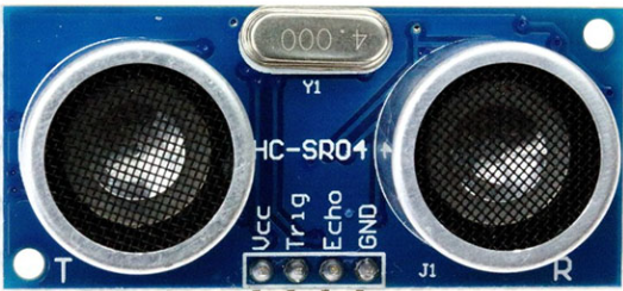 4.000
Y1
HC-SR04
Vcc
Trig
Echo
GND
T
J1
R